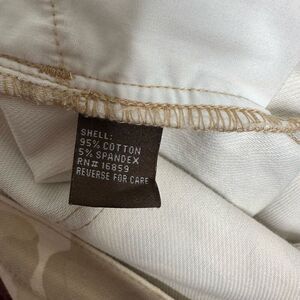 SHELL:
95% COTTON
5% SPANDEX
RN# 16859
REVERSE FOR CARE